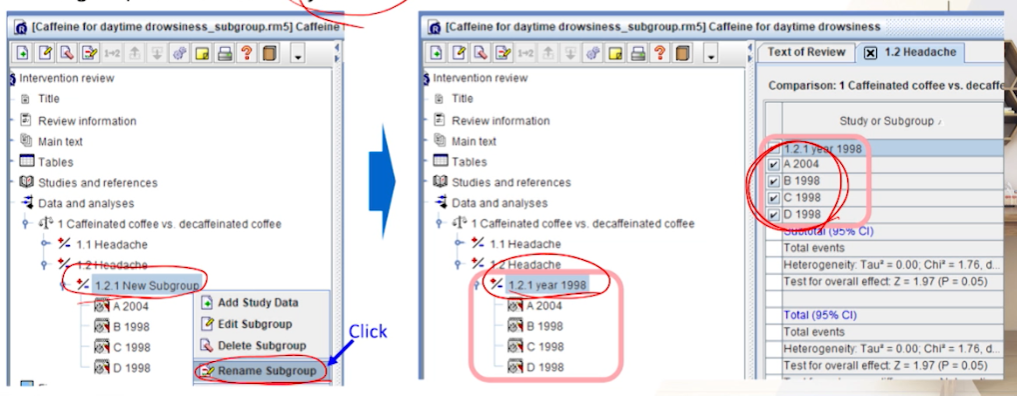 [Caffeine for daytime drowsiness_subgroup.rm5] Caffeine
Intervention review
Title
Review information
Main text
Tables
Studies and references
Data and analyses
1 Caffeinated coffee vs. decaffeinated coffee
1.1 Headache
1.2 Headache
1.2.1 New Subgroup
A 2004
B 1998
C 1998
D 1998
Add Study Data
Edit Subgroup
Delete Subgroup
Rename Subgroup
Click
[Caffeine for daytime drowsiness_subgroup.rm5] Caffeine for daytime drowsiness
Intervention review
Title
Review information
Main text
Tables
Studies and references
Data and analyses
1 Caffeinated coffee vs. decaffeinated coffee
1.1 Headache
1.2 Headache
1.2.1 year 1998
A 2004
B 1998
C 1998
D 1998
Text of Review
1.2 Headache
Comparison: 1 Caffeinated coffee vs. decaffe
Study or Subgroup
1.2.1 year 1998
A 2004
B 1998
C 1998
D 1998
Subtotal (95% CI)
Total events
Heterogeneity: Tau² = 0.00; Chi² = 1.76, d...
Test for overall effect: Z = 1.97 (P = 0.05)
Total (95% CI)
Total events
Heterogeneity: Tau² = 0.00; Chi² = 1.76, d...
Test for overall effect: Z = 1.97 (P = 0.05)